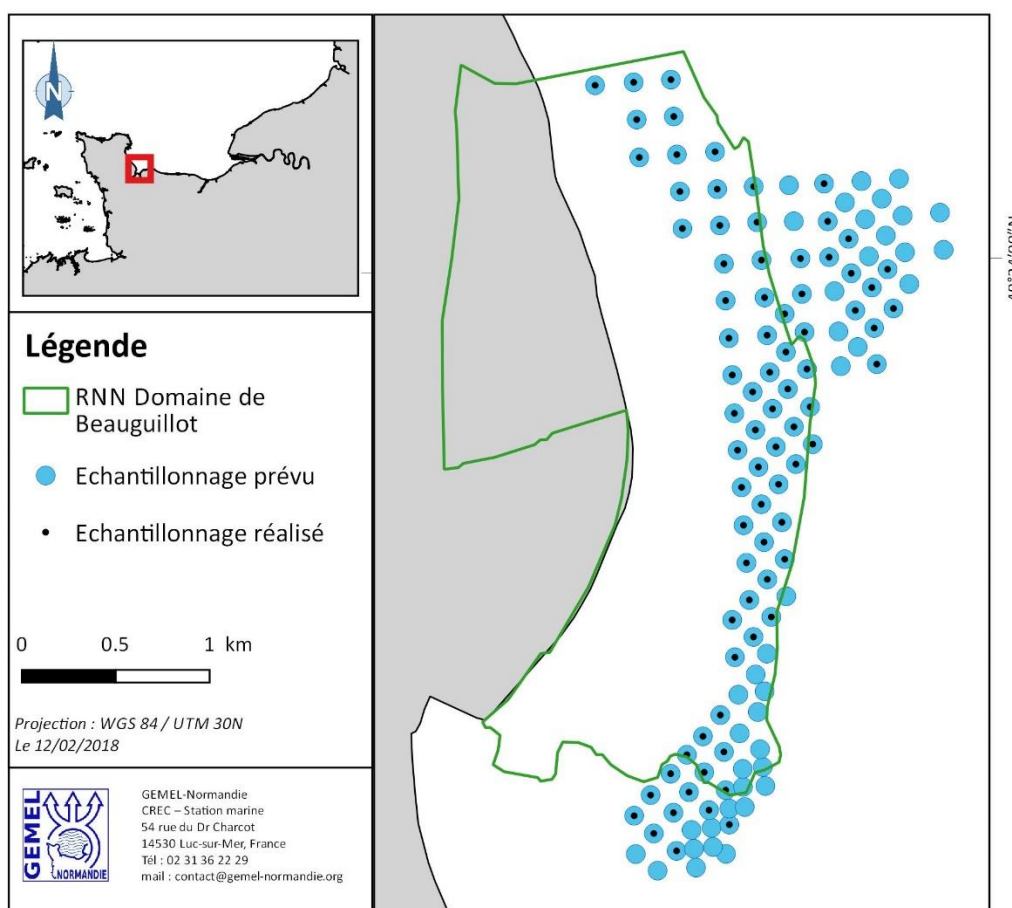 N
Légende
RNN Domaine de
Beauguillot
Echantillonnage prévu
Echantillonnage réalisé
0 0.5 1 km
Projection : WGS 84 / UTM 30N
Le 12/02/2018
GEMEL
NORMANDIE
GEMEL-Normandie
CREC – Station marine
54 rue du Dr Charcot
14530 Luc-sur-Mer, France
Tél : 02 31 36 22 29
mail : contact@gemel-normandie.org